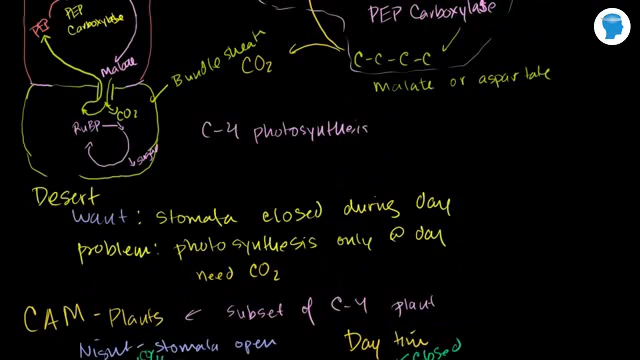 PEP
PEP
Carboxylase
PEP Carboxylase
Malate
C-C-C-C
Bundle sheath
CO2
malate or aspartate
CO2
RuBP
sugar
C-4 photosynthesis
Desert
want: stomata closed during day
problem: photosynthesis only @ day
need CO2
CAM-Plants ← subset of C-4 plant
Night - stomata open
Day time
closed